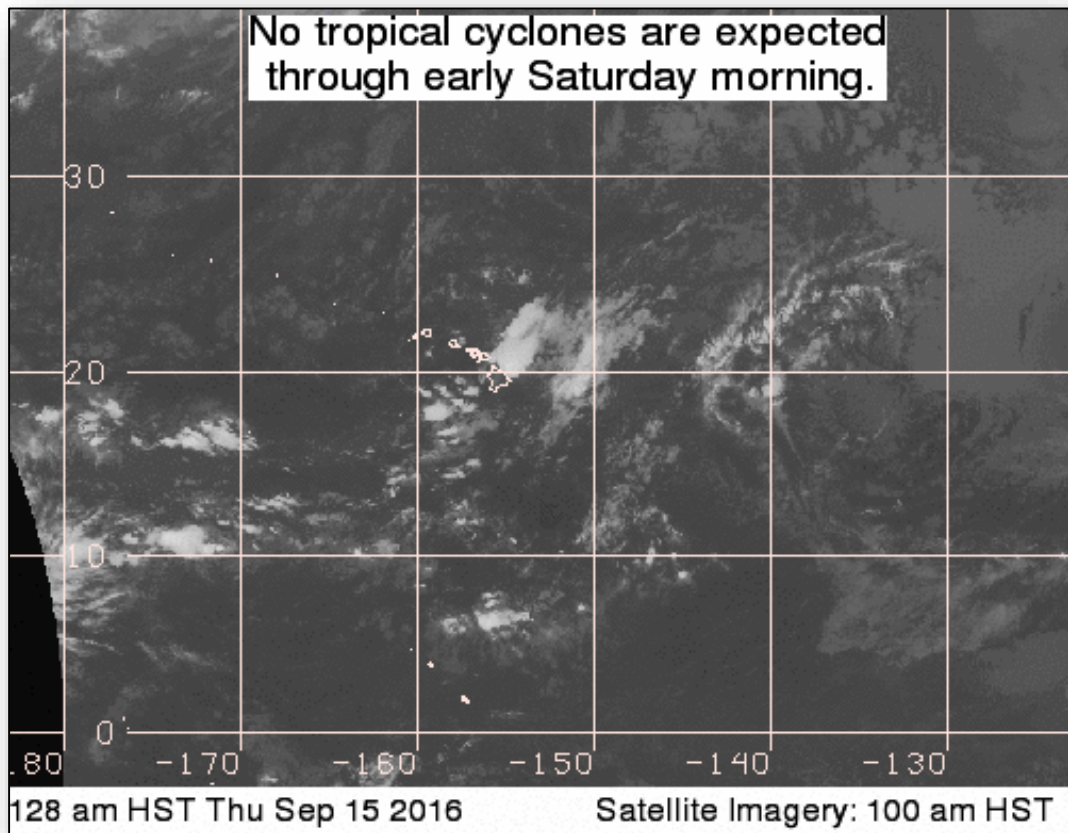 No tropical cyclones are expected
through early Saturday morning.
30
20
10
0
.80 -170 -160 -150 -140 -130
128 am HST Thu Sep 15 2016 Satellite Imagery: 100 am HST